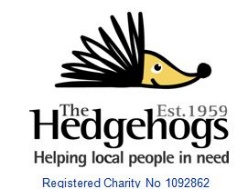 The Est.1959
Hedgehogs
Helping local people in need
Registered Charity No 1092862